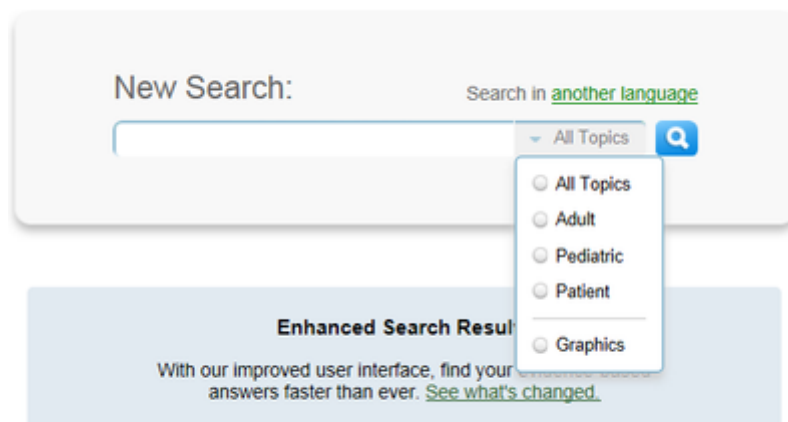 New Search:
Search in another language
All Topics
All Topics
Adult
Pediatric
Patient
Graphics
Enhanced Search
With our improved user interface, find your
answers faster than ever. See what's changed.